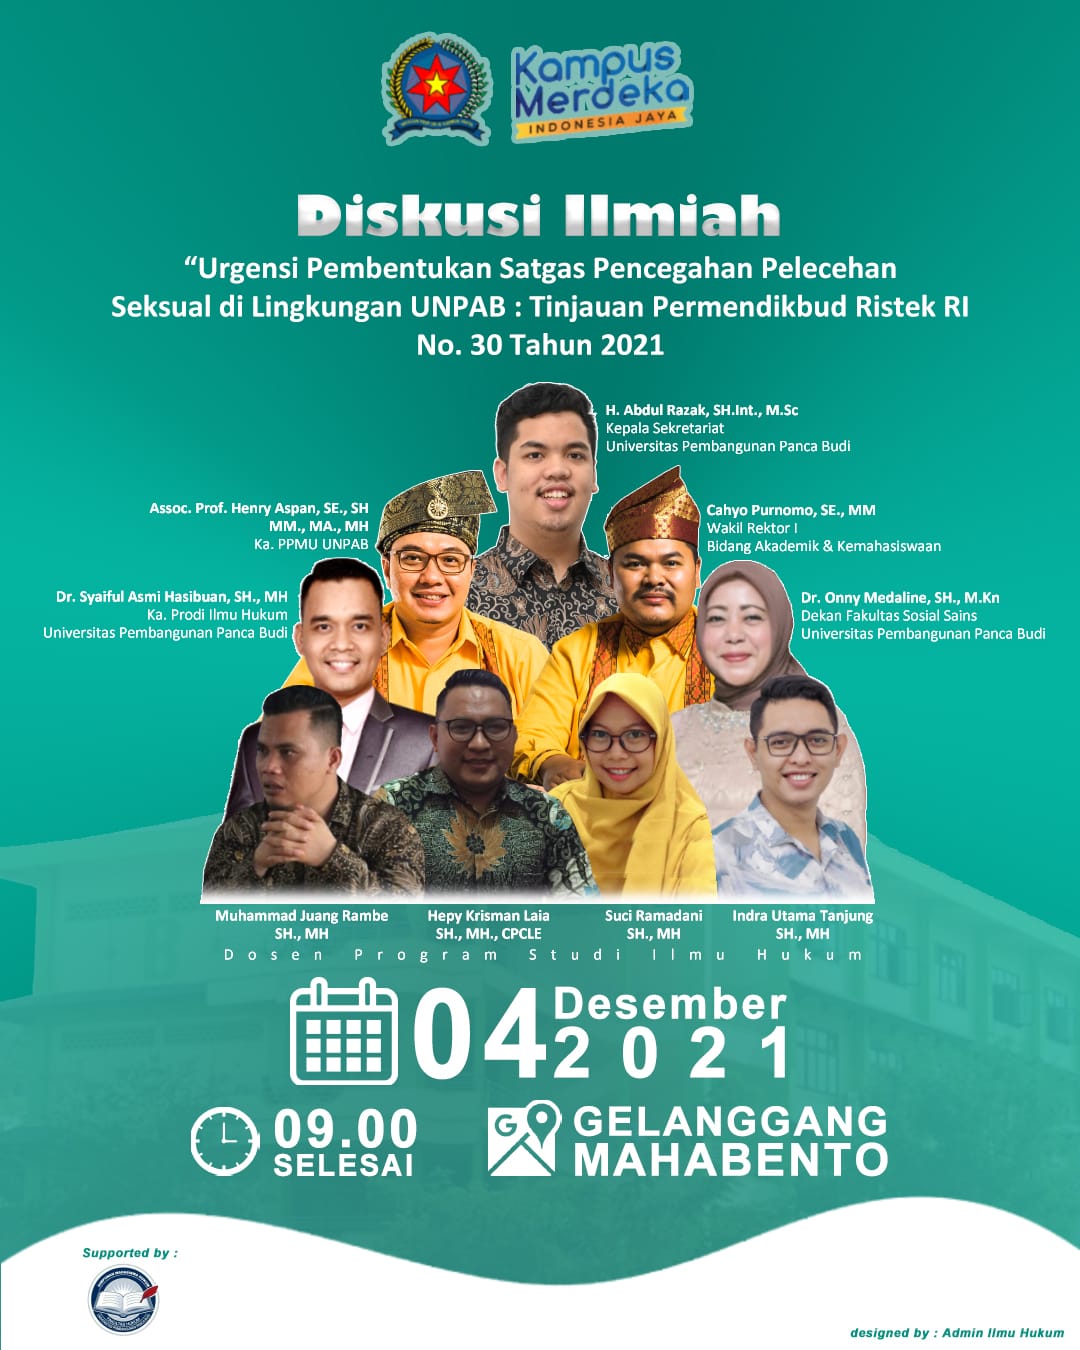 Kampus
Merdeka
INDONESIA JAYA
Diskusi Ilmiah
“Urgensi Pembentukan Satgas Pencegahan Pelecehan
Seksual di Lingkungan UNPAB : Tinjauan Permendikbud Ristek RI
No. 30 Tahun 2021
H. Abdul Razak, SH.Int., M.Sc
Kepala Sekretariat
Universitas Pembangunan Panca Budi
Assoc. Prof. Henry Aspan, SE., SH
MM., MA., MH
Ka. PPMU UNPAB
Cahyo Purnomo, SE., MM
Wakil Rektor I
Bidang Akademik & Kemahasiswaan
Dr. Syaiful Asmi Hasibuan, SH., MH
Ka. Prodi Ilmu Hukum
Universitas Pembangunan Panca Budi
Dr. Onny Medaline, SH., M.Kn
Dekan Fakultas Sosial Sains
Universitas Pembangunan Panca Budi
Muhammad Juang Rambe
SH., MH
Hepy Krisman Laia
SH., MH., CPCLE
Suci Ramadani
SH., MH
Indra Utama Tanjung
SH., MH
Dosen Program Studi Ilmu Hukum
04 Desember
2021
09.00
SELESAI
G
GELANGGANG
MAHABENTO
Supported by :
designed by : Admin Ilmu Hukum